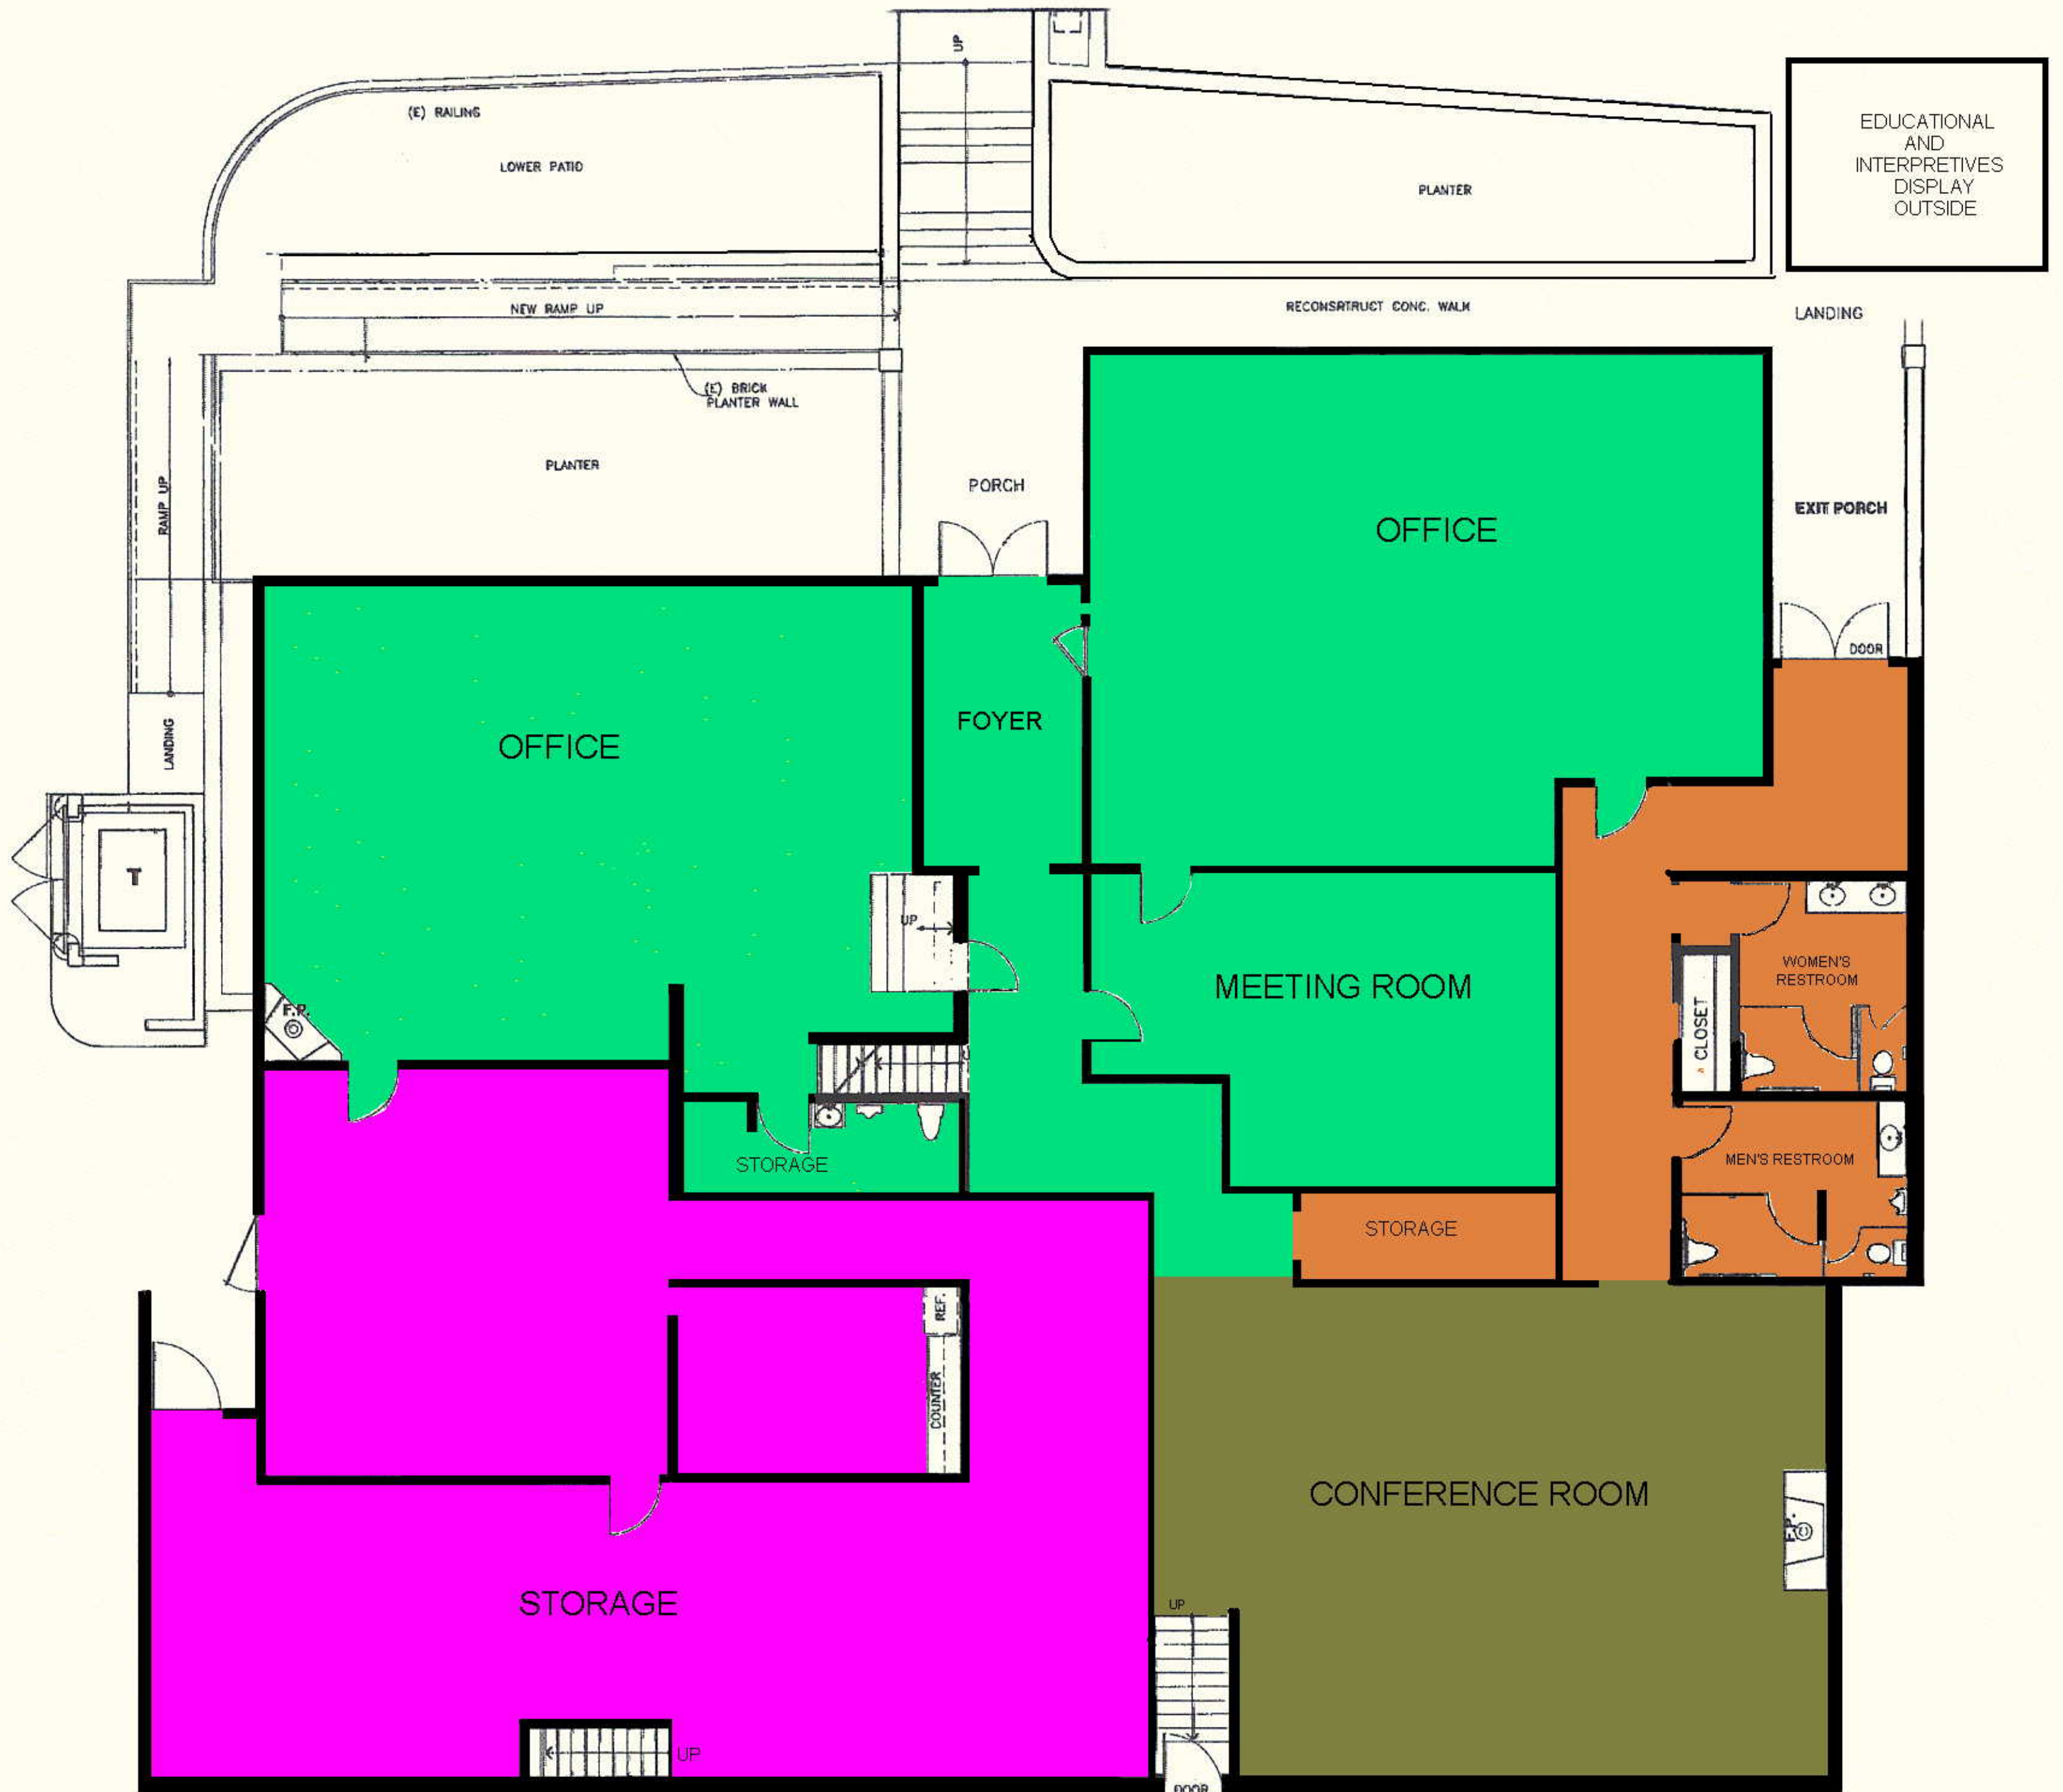 UP
(E) RAILING
LOWER PATIO
EDUCATIONAL
AND
INTERPRETIVES
DISPLAY
OUTSIDE
PLANTER
NEW RAMP UP
RECONSRTRUCT CONC. WALK
LANDING
(E) BRICK
PLANTER WALL
PLANTER
RAMP UP
PORCH
EXIT PORCH
OFFICE
DOOR
FOYER
OFFICE
LANDING
T
UP
WOMEN'S
RESTROOM
MEETING ROOM
F.P.
CLOSET
STORAGE
MEN'S RESTROOM
STORAGE
REF.
COUNTER
CONFERENCE ROOM
F.P.
STORAGE
UP
UP
DOOR